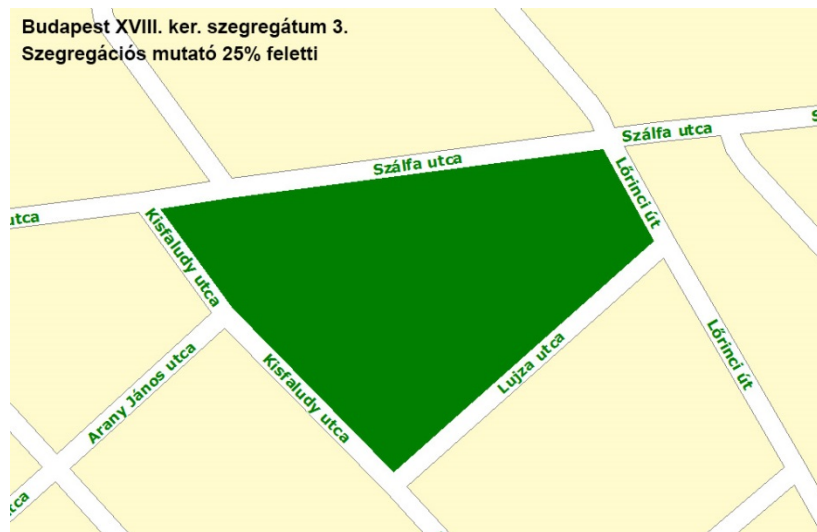 Budapest XVIII. ker. szegregátum 3.
Szegregációs mutató 25% feletti
Szálfa utca
Szálfa utca
utca
Kisfaludy utca
Lőrinci út
Arany János utca
Kisfaludy utca
Lujza utca
Lőrinci út